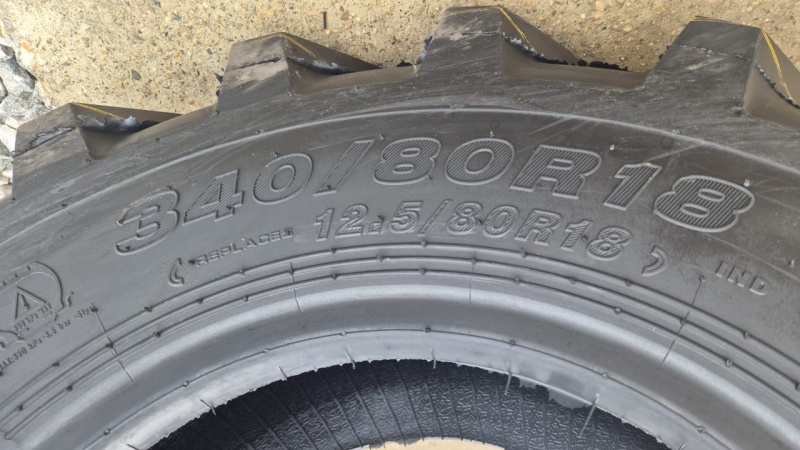 340/80R18
( REPLACES 12.5/80R18 ) IND